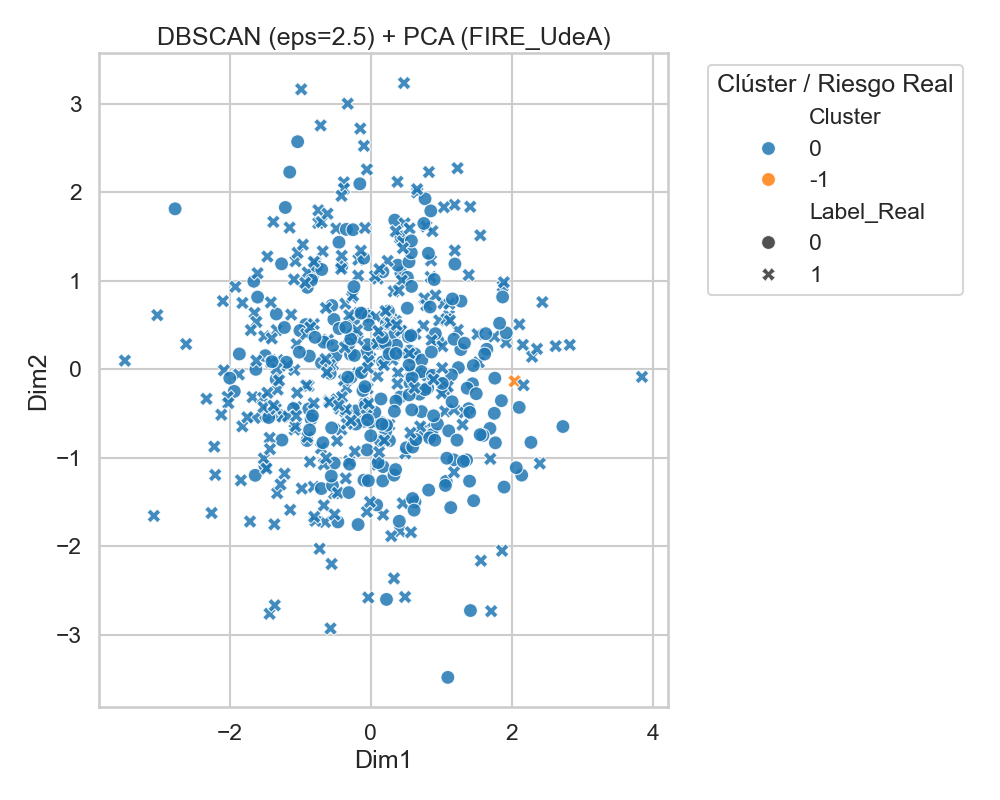 DBSCAN (eps=2.5) + PCA (FIRE_UdeA)
Clúster / Riesgo Real
Cluster
0
-1
Label_Real
0
1
Dim2
3
2
1
0
−1
−2
−3
−2
0
2
4
Dim1